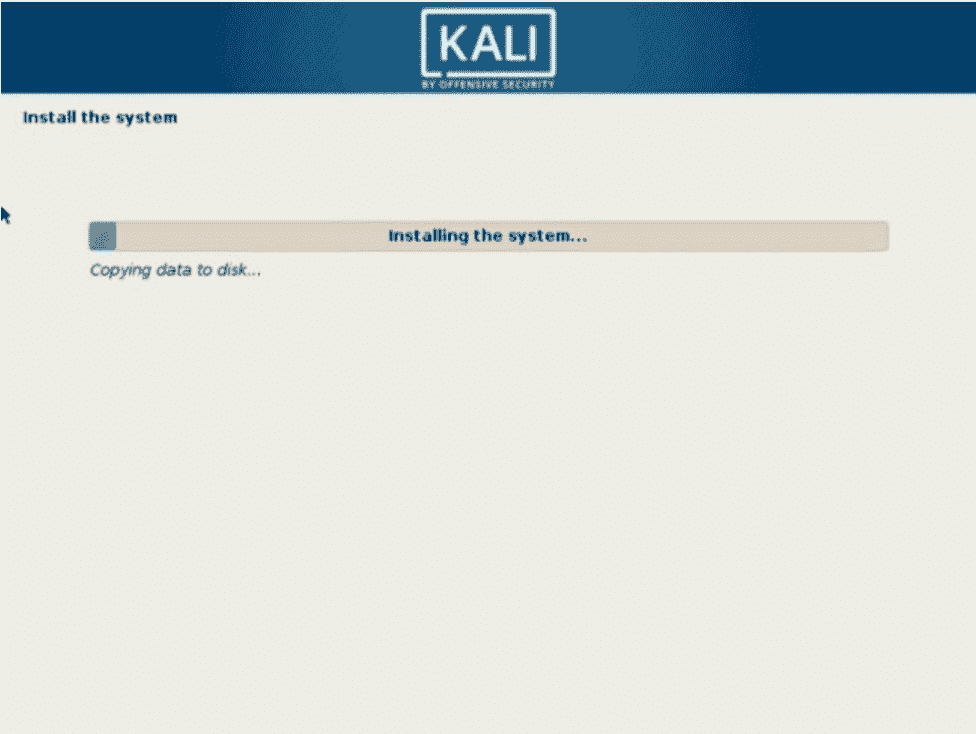 KALI
BY OFFENSIVE SECURITY
Install the system
Installing the system...
Copying data to disk...